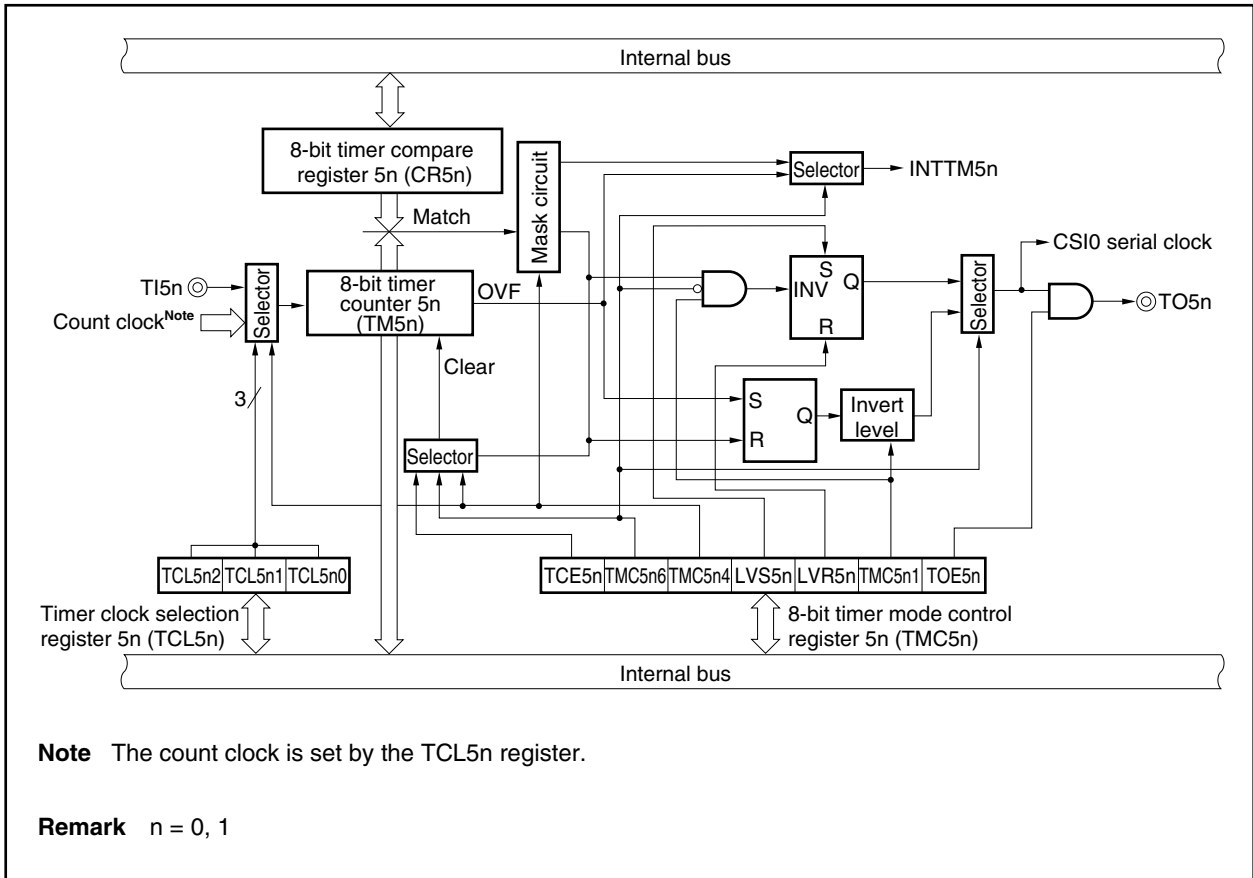 Internal bus
8-bit timer compare
register 5n (CR5n)
Match
Mask circuit
Selector
INTTM5n
CSI0 serial clock
TI5n
Count clockNote
Selector
8-bit timer
counter 5n
(TM5n)
OVF
S
INV
Q
R
Selector
TO5n
Clear
3
S
R
Q
Invert
level
Selector
TCL5n2 TCL5n1 TCL5n0
TCE5n TMC5n6 TMC5n4 LVS5n LVR5n TMC5n1 TOE5n
Timer clock selection
register 5n (TCL5n)
8-bit timer mode control
register 5n (TMC5n)
Internal bus
Note The count clock is set by the TCL5n register.
Remark n = 0, 1